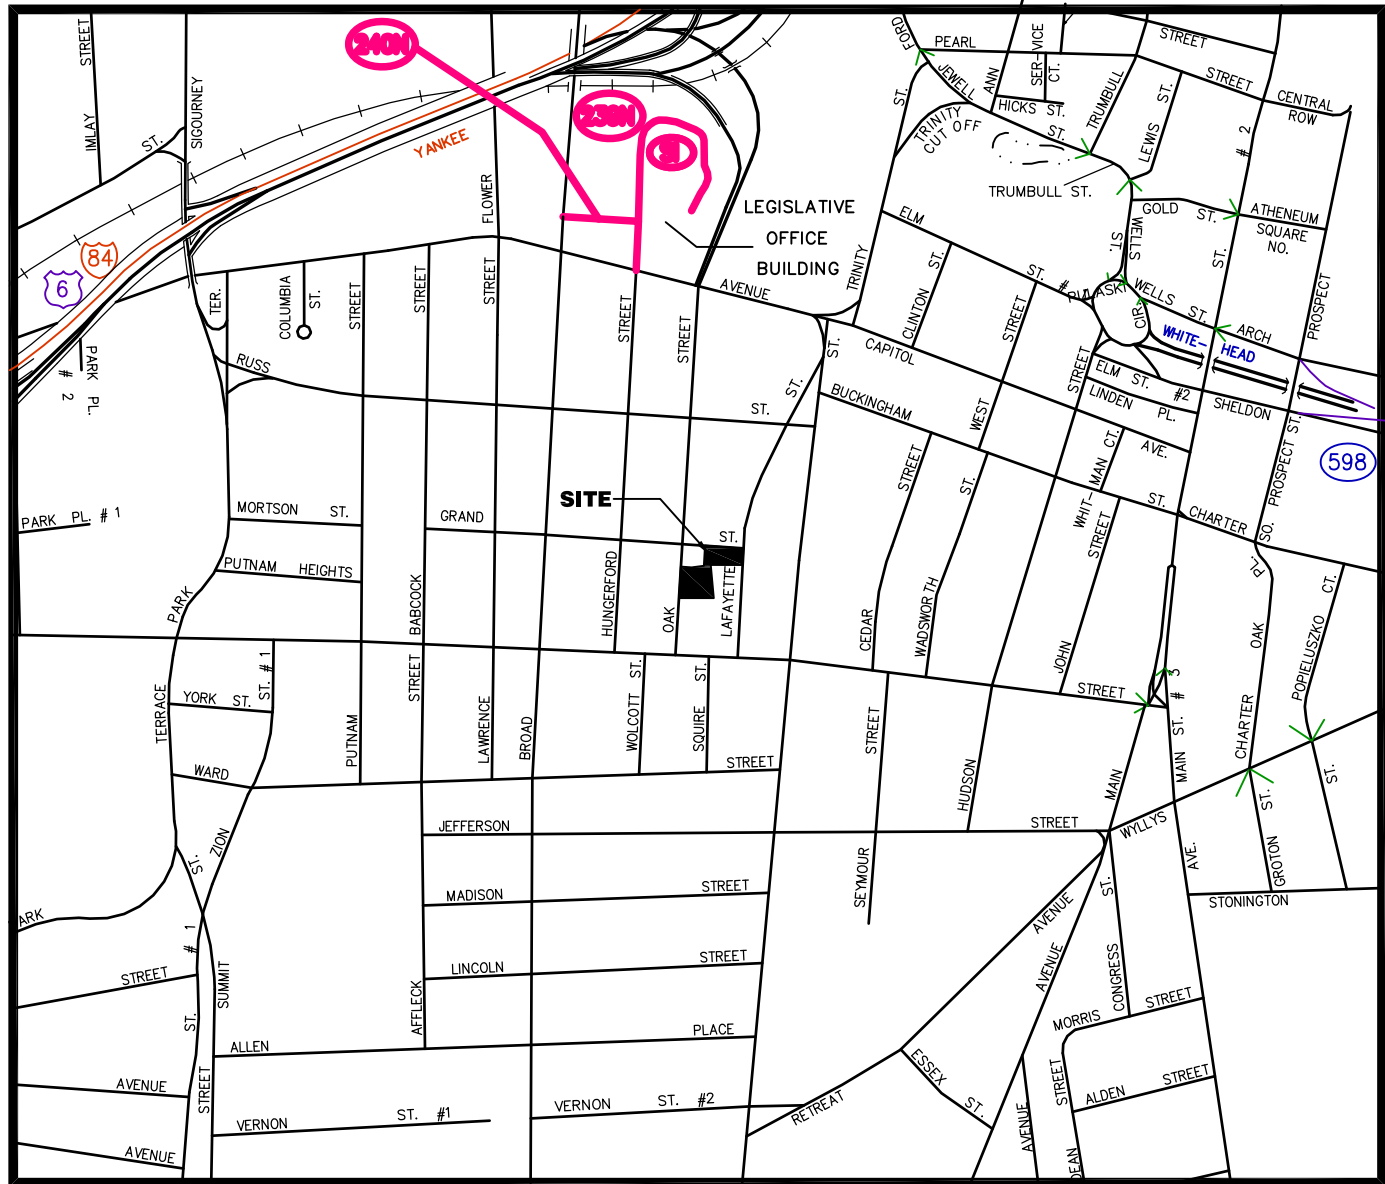 STREET
IMLAY
SIGOURNEY
ST.
240N
YANKEE
84
6
FLOWER
STREET
239N
31
LEGISLATIVE
OFFICE
BUILDING
FORD
PEARL
STREET
JEWELL
ST.
ANN
SER-VICE
CT.
HICKS ST.
TRUMBULL
ST.
STREET
CENTRAL
ROW
TRINITY
CUT OFF
ST.
LEWIS
# 2
TRUMBULL ST.
GOLD ST.
ATHENEUM
SQUARE
NO.
WELLS
ST.
ST.
PROSPECT
ELM
ST.
#
CLINTON
ST.
TRINITY
AVENUE
PULASKI
CIR.
WELLS
ST.
ARCH
WHITE-
HEAD
TER.
COLUMBIA
ST.
STREET
STREET
STREET
STREET
RUSS
ST.
ST.
ST.
CAPITOL
AVE.
STREET
WEST
STREET
ELM ST. #2
LINDEN PL.
SHELDON
BUCKINGHAM
ST.
PARK PL.
# 2
PARK PL. # 1
MORTSON ST.
PUTNAM HEIGHTS
PARK
GRAND
ST.
SITE
BABCOCK
STREET
HUNGERFORD
OAK
LAFAYETTE
STREET
CEDAR
ST.
WADSWORTH
WHIT-MAN CT.
STREET
JOHN
CHARTER
PL.
OAK
CHARTER
SO. PROSPECT ST.
598
CT.
POPIELUSZKO
TERRACE
YORK ST.
ST. # 1
PUTNAM
LAWRENCE
BROAD
WOLCOTT ST.
SQUIRE ST.
STREET
STREET
MAIN ST. # 3
WARD
STREET
HUDSON
MAIN
ST.
ST.
ZION
JEFFERSON
STREET
WYLLYS
SEYMOUR
AVE.
GROTON
ST.
MADISON
STREET
STONINGTON
ARK
AVENUE
AVENUE
CONGRESS
STREET
# 1
ST.
SUMMIT
STREET
LINCOLN
STREET
AFFLECK
ALLEN
PLACE
MORRIS
STREET
AVENUE
ESSEX
ST.
RETREAT
STREET
DEAN
ALDEN
STREET
VERNON
ST. #1
VERNON
ST. #2
AVENUE
AVENUE